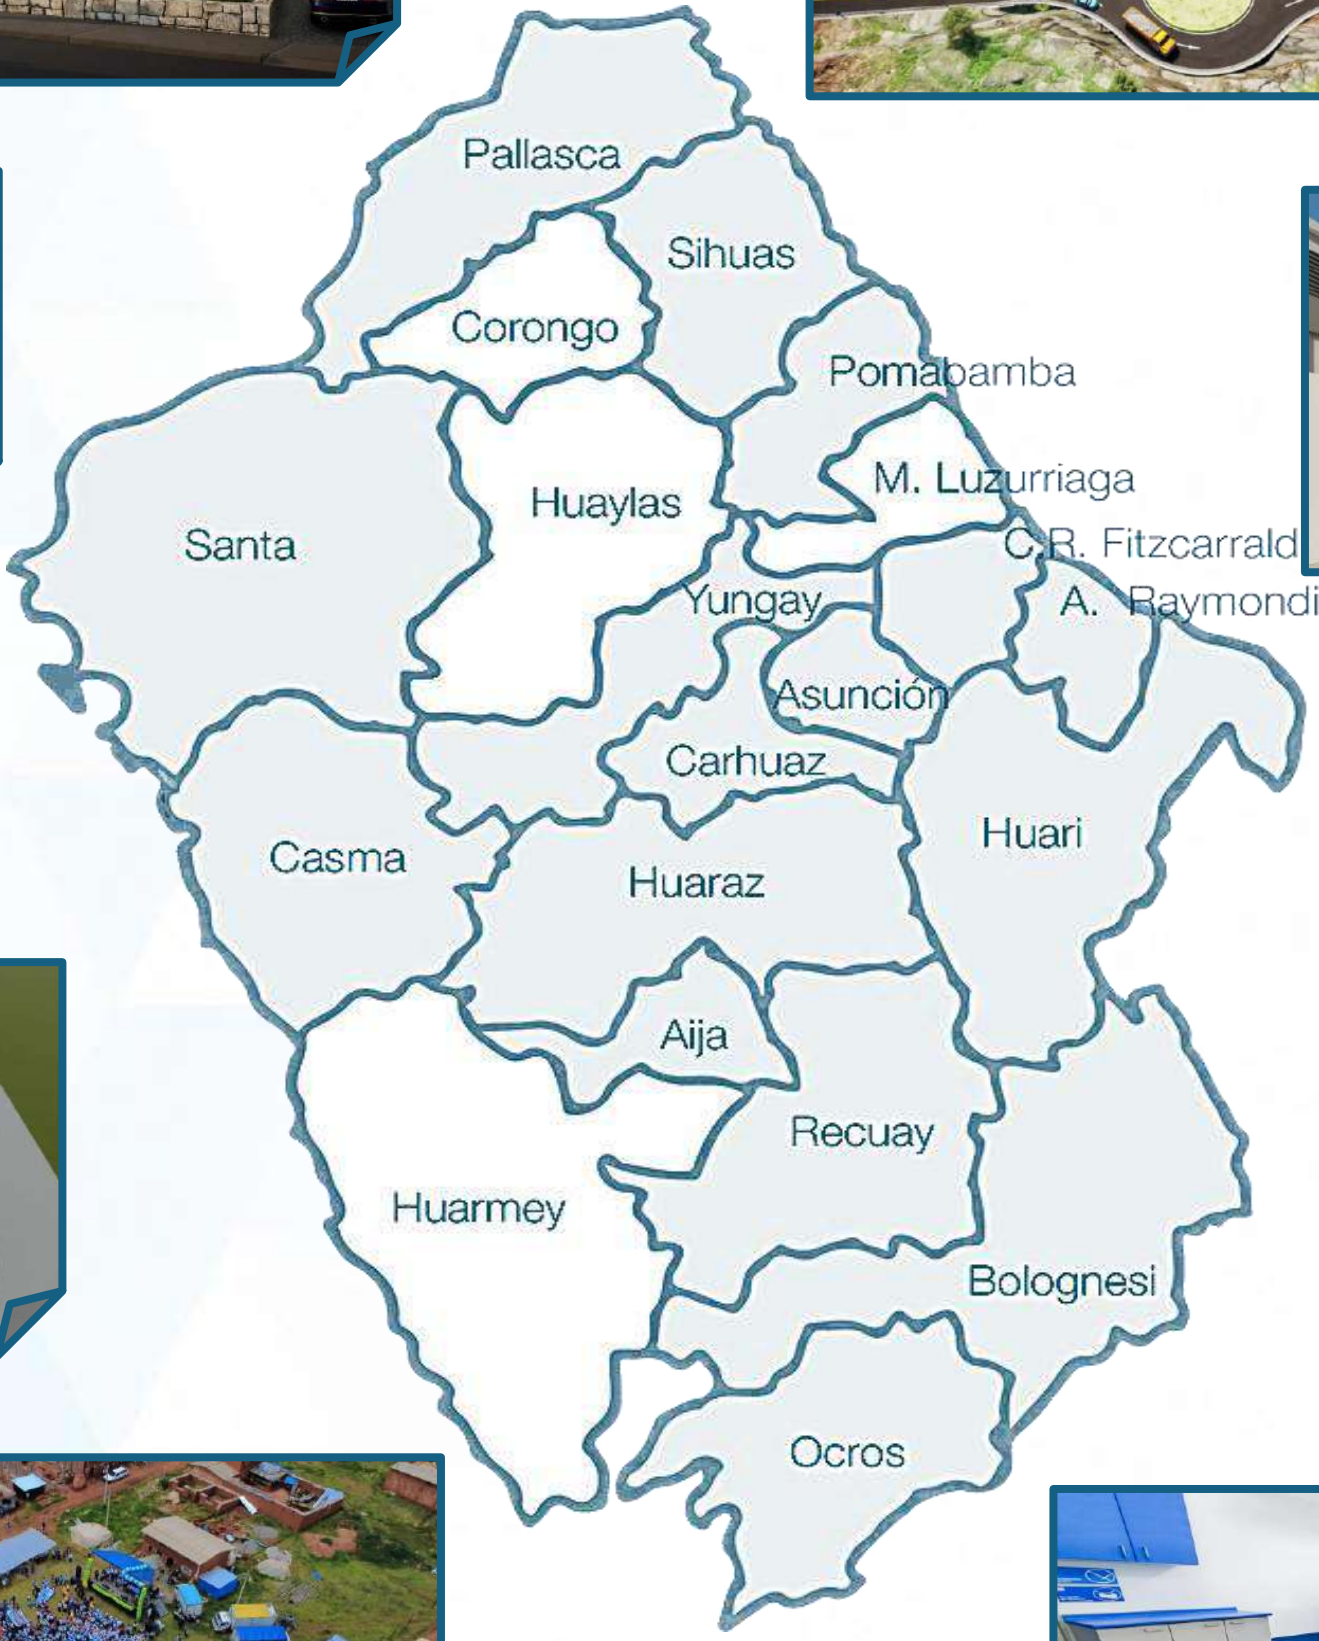 Pallasca
Sihuas
Corongo
Pomabamba
M. Luzurriaga
Huaylas
Santa
C.R. Fitzcarrald
Yungay
A. Raymondi
Asunción
Carhuaz
Huari
Casma
Huaraz
Aija
Recuay
Huarmey
Bolognesi
Ocros